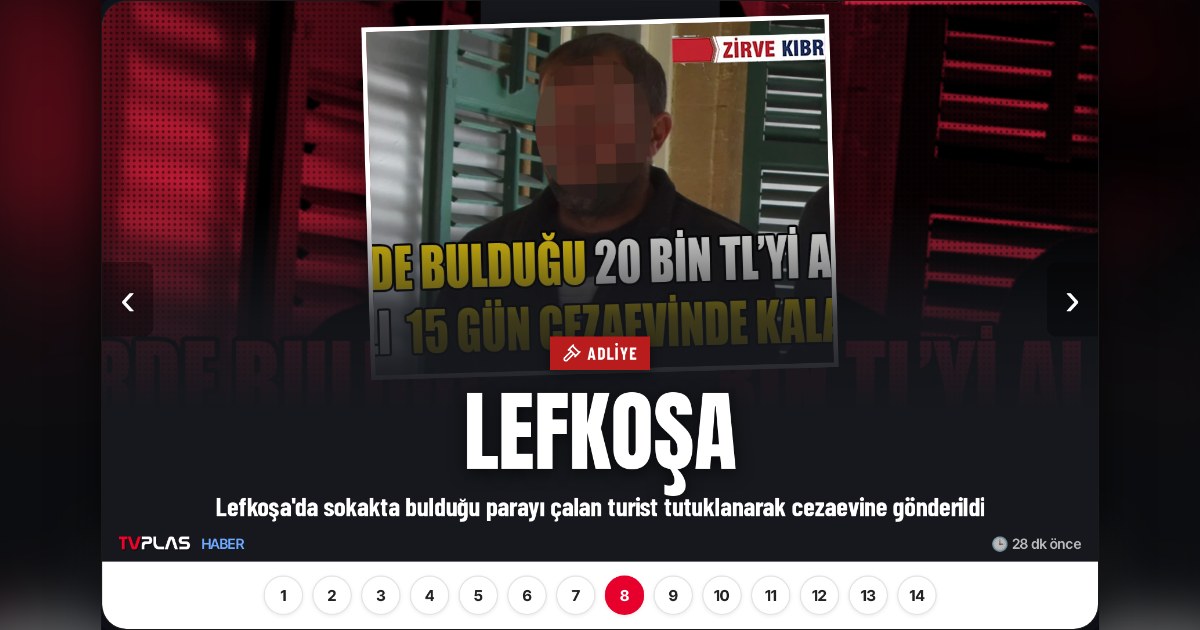 ZİRVE KIBR
DE BULDUĞU 20 BİN TL’Yİ A
15 GÜN CEZAEVİNDE KALA
ADLİYE
LEFKOŞA
Lefkoşa'da sokakta bulduğu parayı çalan turist tutuklanarak cezaevine gönderildi
TVPLAS HABER
28 dk önce
1 2 3 4 5 6 7 8 9 10 11 12 13 14